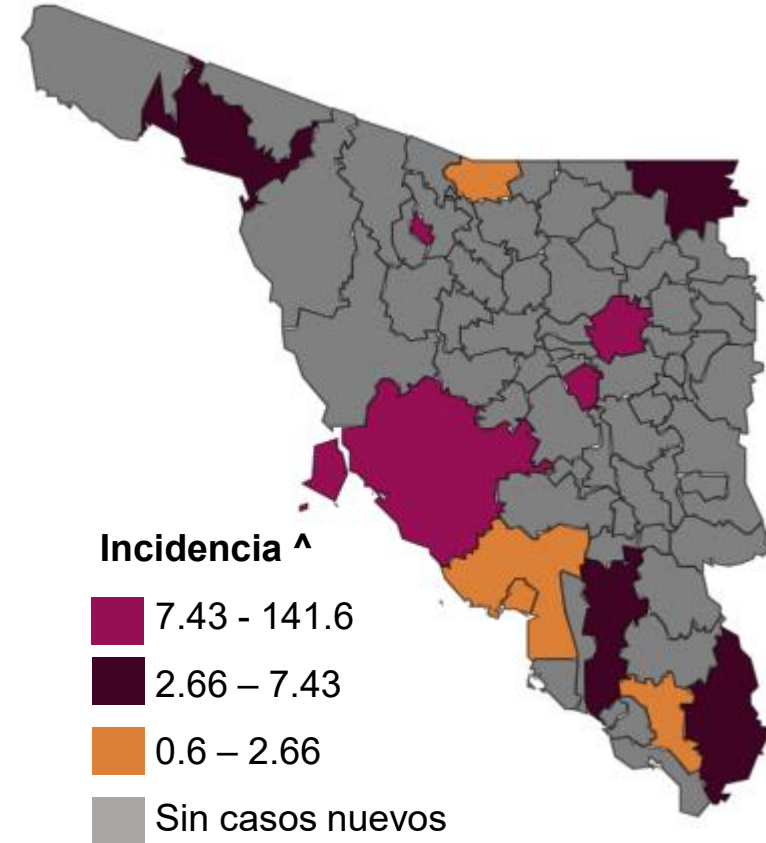 Incidencia ^
7.43 - 141.6
2.66 – 7.43
0.6 – 2.66
Sin casos nuevos